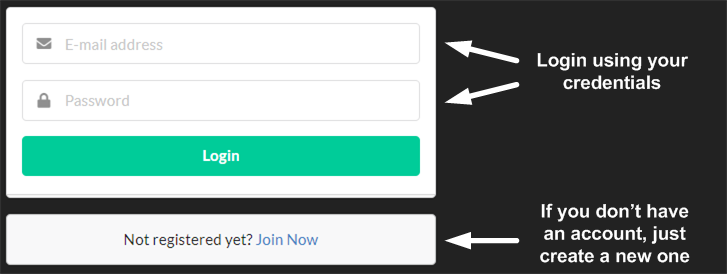 E-mail address
Password
Login
Not registered yet? Join Now
Login using your
credentials
If you don't have
an account, just
create a new one